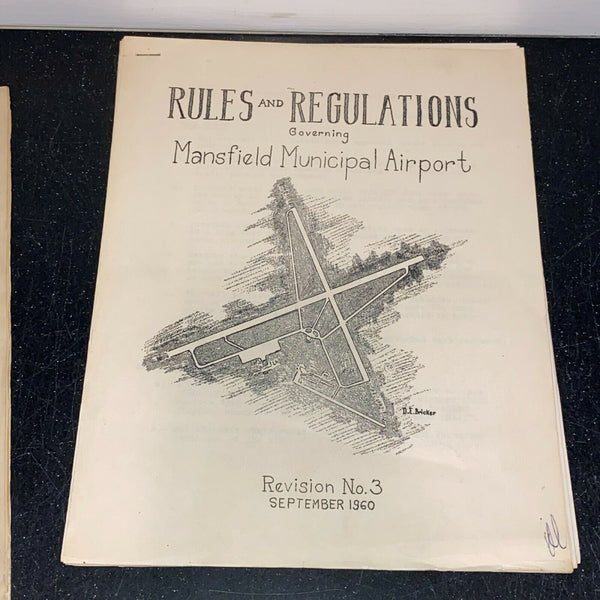 RULES AND REGULATIONS
Governing
Mansfield Municipal Airport
D.E. Bricker
Revision No. 3
SEPTEMBER 1960